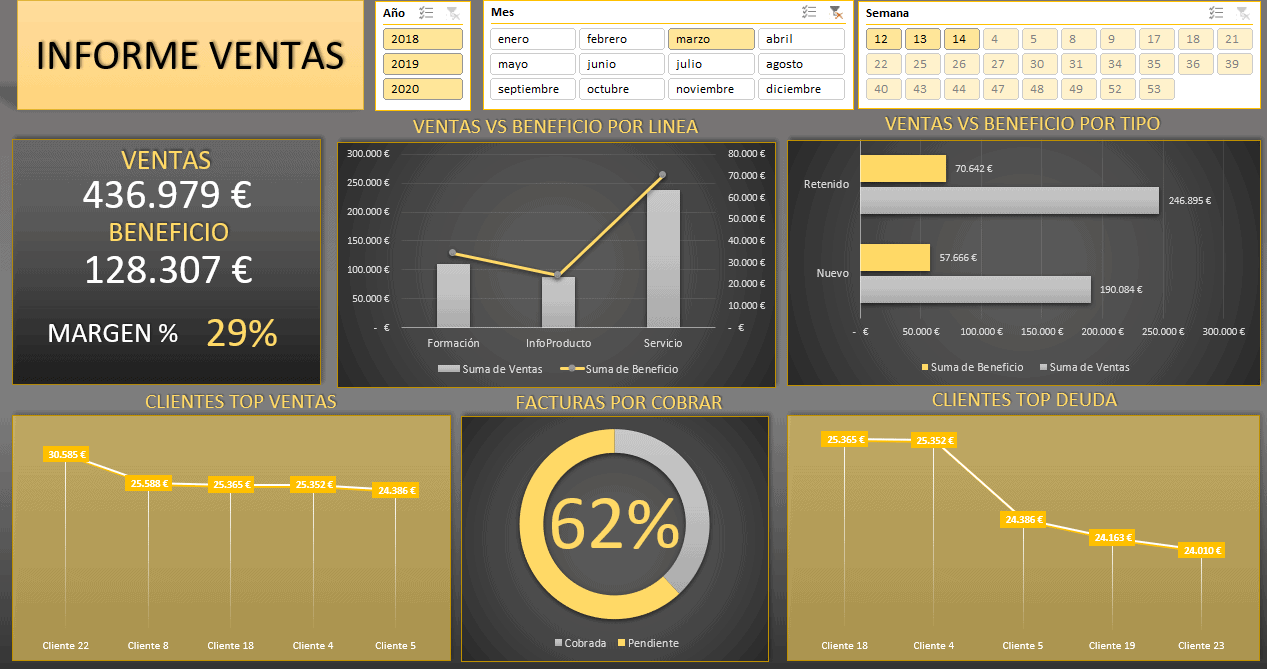 INFORME VENTAS
Año
2018
2019
2020
Mes
enero febrero marzo abril
mayo junio julio agosto
septiembre octubre noviembre diciembre
Semana
12 13 14 4 5 8 9 17 18 21
22 25 26 27 30 31 34 35 36 39
40 43 44 47 48 49 52 53
VENTAS
436.979 €
BENEFICIO
128.307 €
MARGEN % 29%
VENTAS VS BENEFICIO POR LINEA
300.000 €
250.000 €
200.000 €
150.000 €
100.000 €
50.000 €
- €
80.000 €
70.000 €
60.000 €
50.000 €
40.000 €
30.000 €
20.000 €
10.000 €
- €
Formación InfoProducto Servicio
Suma de Ventas Suma de Beneficio
VENTAS VS BENEFICIO POR TIPO
Retenido
70.642 €
246.895 €
Nuevo
57.666 €
190.084 €
- € 50.000 € 100.000 € 150.000 € 200.000 € 250.000 € 300.000 €
Suma de Beneficio Suma de Ventas
CLIENTES TOP VENTAS
30.585 € 25.588 € 25.365 € 25.352 € 24.386 €
Cliente 22 Cliente 8 Cliente 18 Cliente 4 Cliente 5
FACTURAS POR COBRAR
62%
Cobrada Pendiente
CLIENTES TOP DEUDA
25.365 € 25.352 € 24.386 € 24.163 € 24.010 €
Cliente 18 Cliente 4 Cliente 5 Cliente 19 Cliente 23